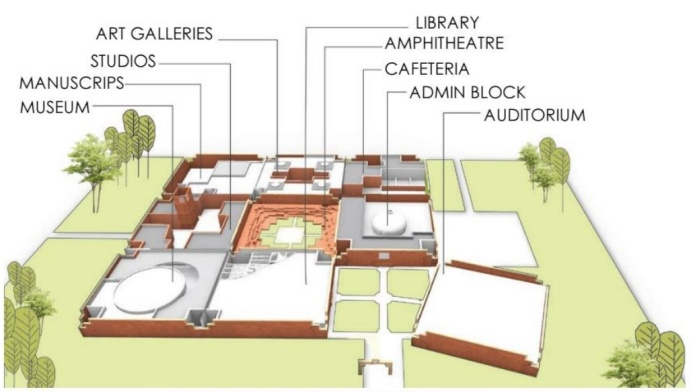 LIBRARY
ART GALLERIES
AMPHITHEATRE
STUDIOS
CAFETERIA
MANUSCRIPS
ADMIN BLOCK
MUSEUM
AUDITORIUM